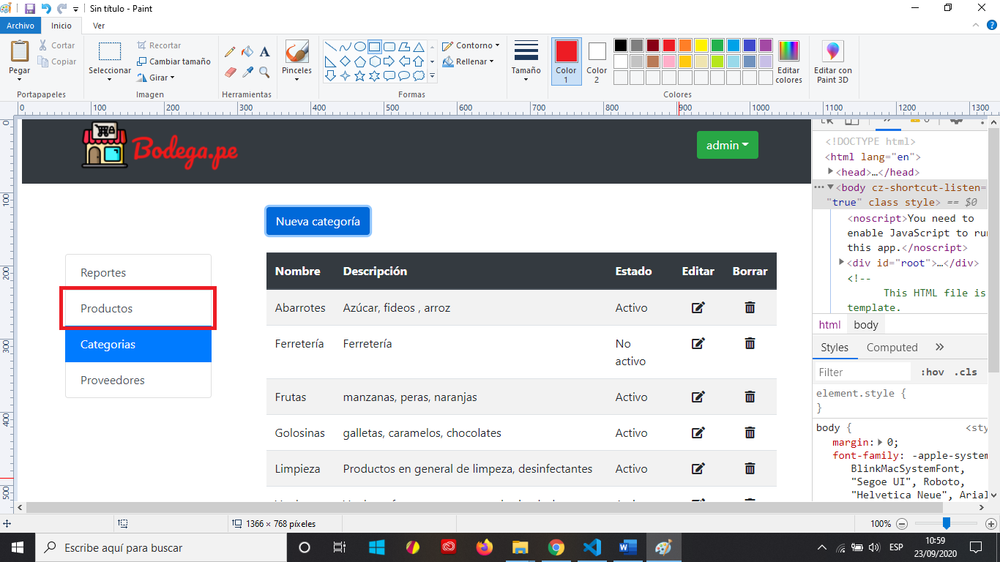 Sin título - Paint
Archivo
Inicio
Ver
Pegar
Cortar
Copiar
Portapapeles
Seleccionar
Recortar
Cambiar tamaño
Girar
Imagen
A
Herramientas
Pinceles
Contorno
Rellenar
Formas
Tamaño
Color
1
Color
2
Editar
colores
Colores
Editar con
Paint 3D
0 100 200 300 400 500 600 700 800 900 1000 1100 1200 1300
0
100
200
300
400
500
Bodega.pe
admin
Nueva categoría
Reportes
Productos
Categorias
Proveedores
Nombre Descripción Estado Editar Borrar
Abarrotes Azúcar, fideos , arroz Activo
Ferretería Ferretería No
activo
Frutas manzanas, peras, naranjas Activo
Golosinas galletas, caramelos, chocolates Activo
Limpieza Productos en general de limpeza, desinfectantes Activo
<!DOCTYPE html>
<html lang="en">
<head>…</head>
<body cz-shortcut-listen=
"true" class style> == $0
<noscript>You need to
enable JavaScript to run
this app.</noscript>
<div id="root">…</div>
<!--
This HTML file is
template.
html body
Styles Computed »
Filter :hov .cls
element.style {
}
body { <sty
margin: 0;
font-family: -apple-system
BlinkMacSystemFont,
"Segoe UI", Roboto,
"Helvetica Neue", Arial
1366 × 768 píxeles
100%
Escribe aquí para buscar
ESP
10:59
23/09/2020